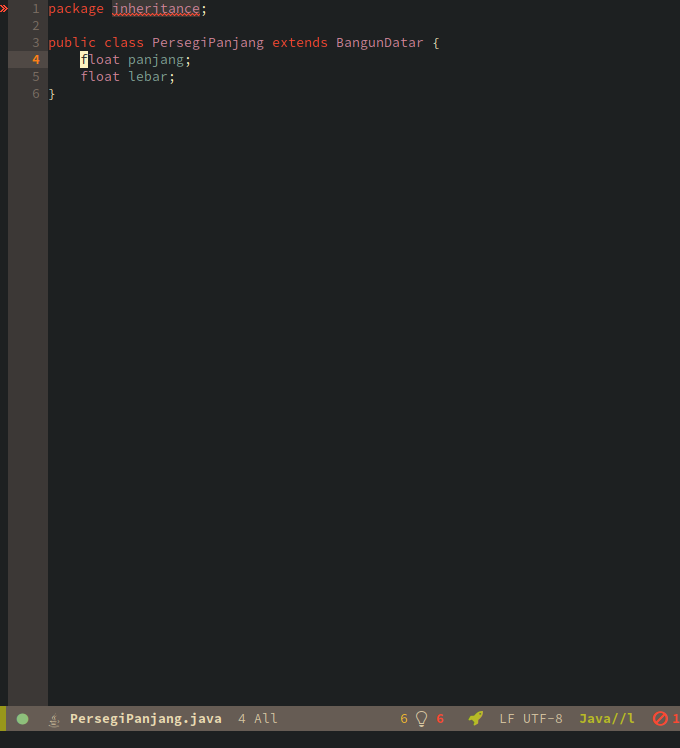 » 1 package inheritance;
2
3 public class PersegiPanjang extends BangunDatar {
4     float panjang;
5     float lebar;
6 }
PersegiPanjang.java 4 All 6 6 LF UTF-8 Java//l 1